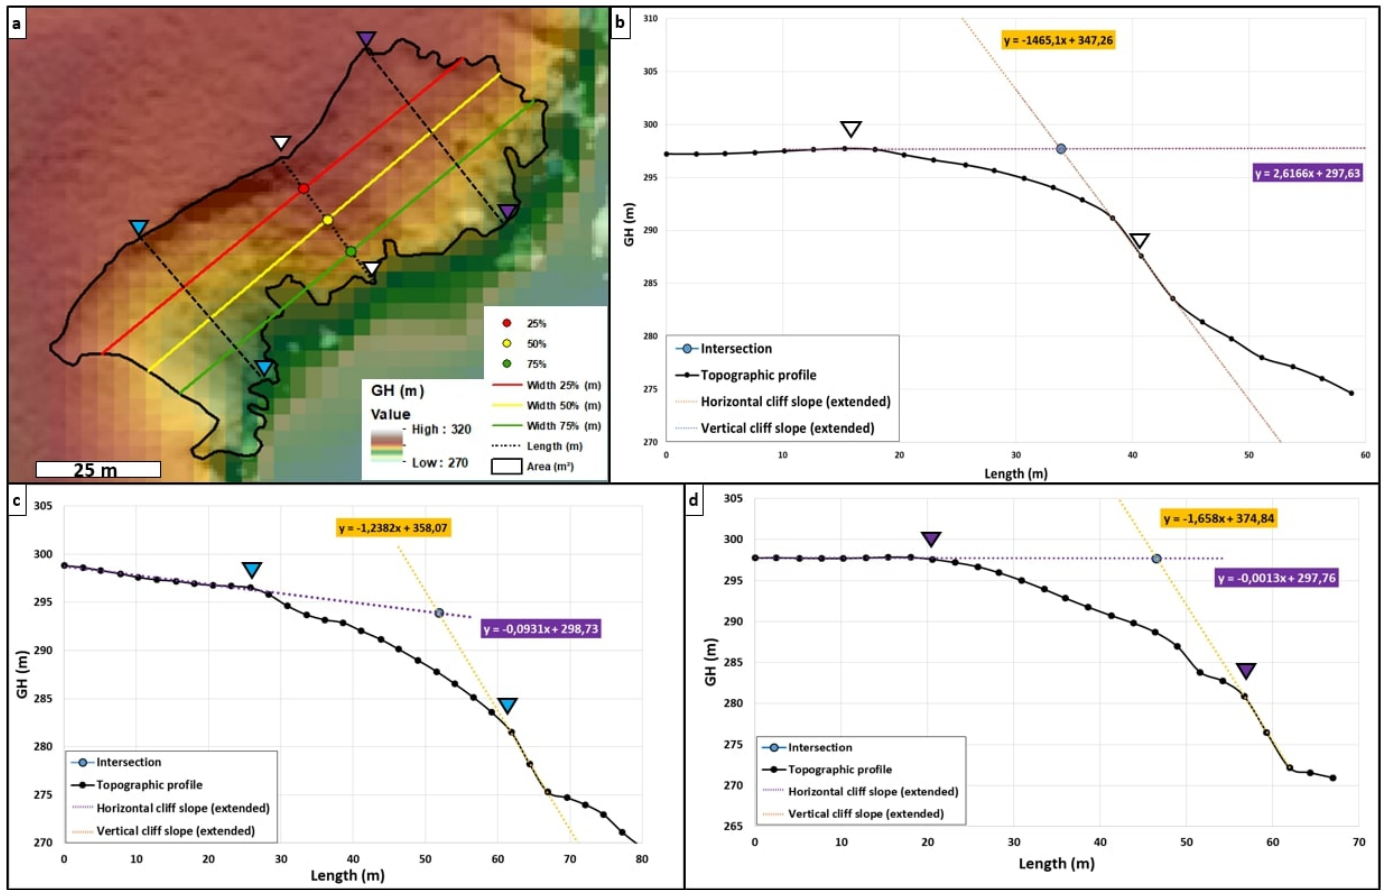 a
25%
50%
75%
Width 25% (m)
Width 50% (m)
Width 75% (m)
Length (m)
Area (m²)
GH (m)
Value
High : 320
Low : 270
25 m
b
310
305
300
295
290
285
280
275
270
GH (m)
0
10
20
30
40
50
60
Length (m)
y = -1465,1x + 347,26
y = 2,6166x + 297,63
Intersection
Topographic profile
Horizontal cliff slope (extended)
Vertical cliff slope (extended)
c
305
300
295
290
285
280
275
270
GH (m)
0
10
20
30
40
50
60
70
80
Length (m)
y = -1,2382x + 358,07
y = -0,0931x + 298,73
Intersection
Topographic profile
Horizontal cliff slope (extended)
Vertical cliff slope (extended)
d
305
300
295
290
285
280
275
270
265
GH (m)
0
10
20
30
40
50
60
70
Length (m)
y = -1,658x + 374,84
y = -0,0013x + 297,76
Intersection
Topographic profile
Horizontal cliff slope (extended)
Vertical cliff slope (extended)